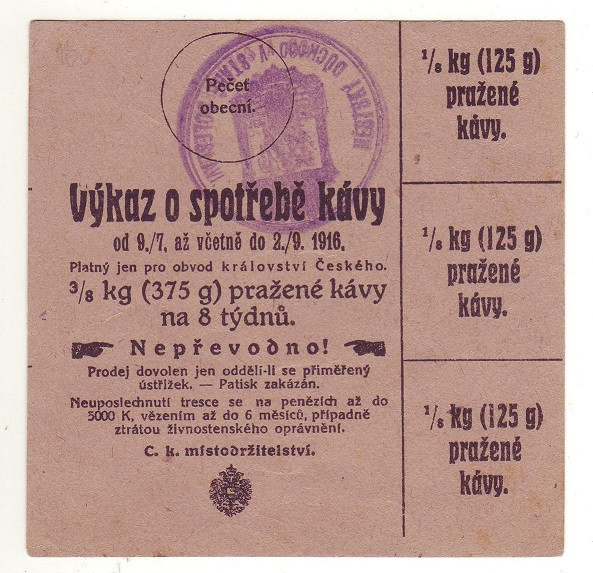 Pečeť
obecní.
Výkaz o spotřebě kávy
od 9./7. až včetně do 2./9. 1916.
Platný jen pro obvod království Českého.
3/8 kg (375 g) pražené kávy
na 8 týdnů.
Nepřevodno!
Prodej dovolen jen oddělí-li se přiměřený
ústřižek. — Patisk zakázán.
Neuposlechnutí tresce se na penězích až do
5000 K, vězením až do 6 měsíců, případně
ztrátou živnostenského oprávnění.
C. k. místodržitelství.
1/8 kg (125 g)
pražené
kávy.
1/8 kg (125 g)
pražené
kávy.
1/8 kg (125 g)
pražené
kávy.